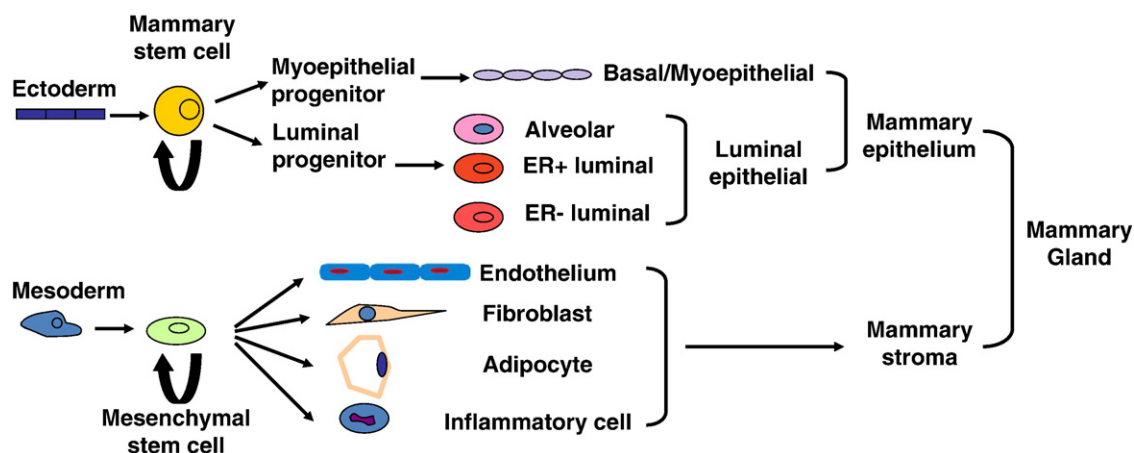 Mammary
stem cell
Ectoderm
Myoepithelial
progenitor
Basal/Myoepithelial
Luminal
progenitor
Alveolar
ER+ luminal
ER- luminal
Luminal
epithelial
Mammary
epithelium
Mammary
Gland
Mesoderm
Mesenchymal
stem cell
Endothelium
Fibroblast
Adipocyte
Inflammatory cell
Mammary
stroma